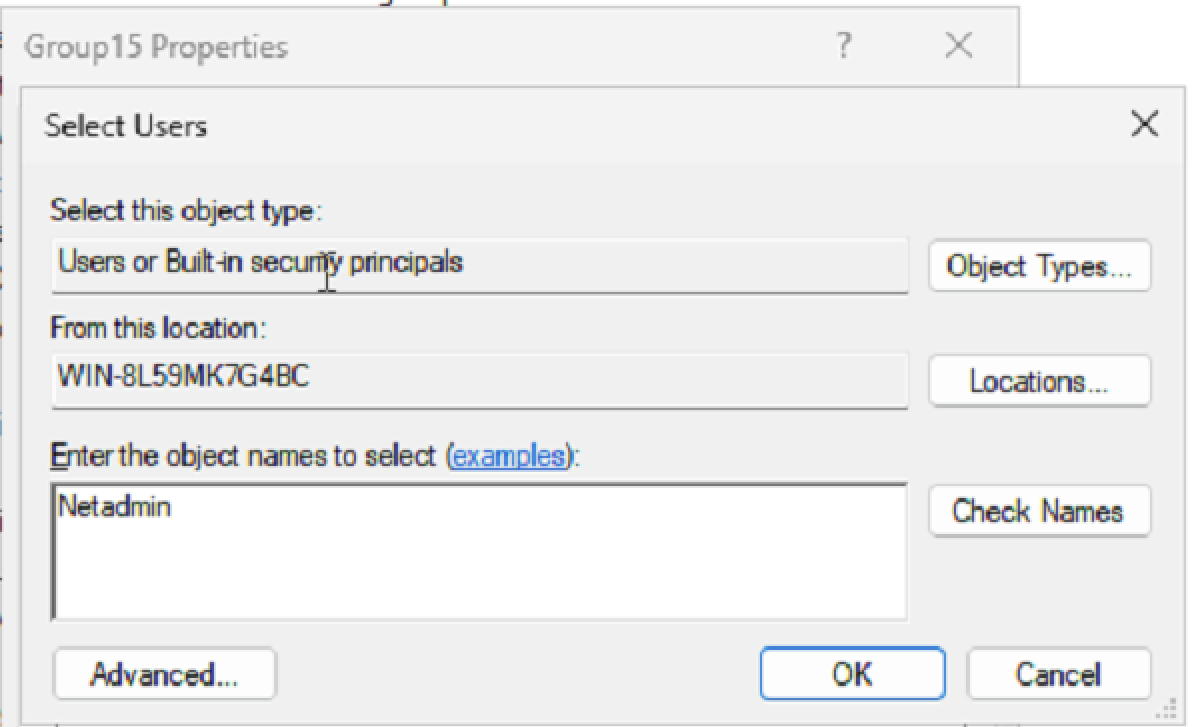 Group15 Properties
Select Users
Select this object type:
Users or Built-in security principals
Object Types...
From this location:
WIN-8L59MK7G4BC
Locations...
Enter the object names to select (examples):
Netadmin
Check Names
Advanced...
OK
Cancel